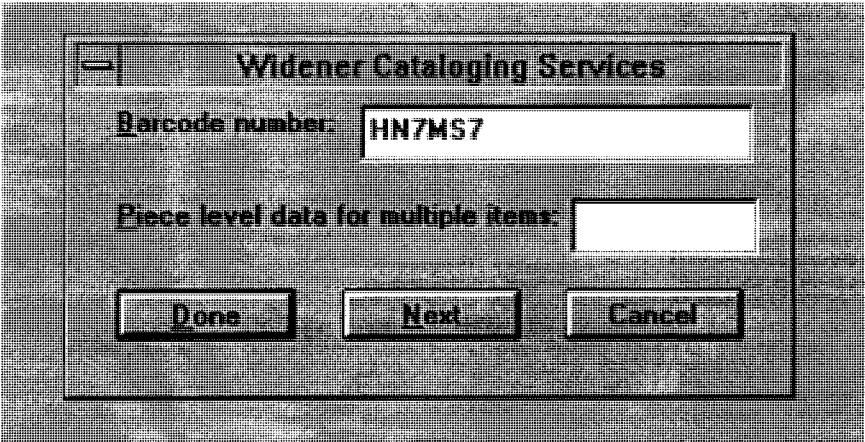 Widener Cataloging Services
Barcode number: HN7MS7
Piece level data for multiple items:
Done Next Cancel